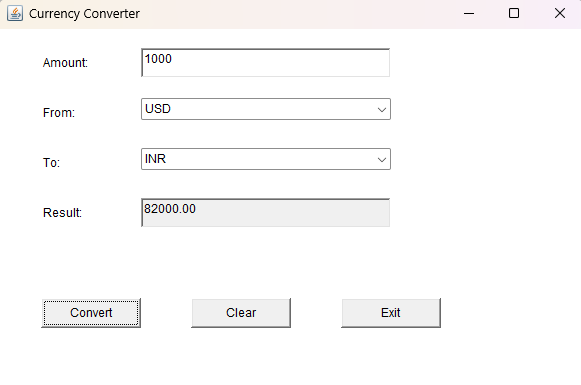 Currency Converter
Amount: 1000
From: USD
To: INR
Result: 82000.00
Convert Clear Exit